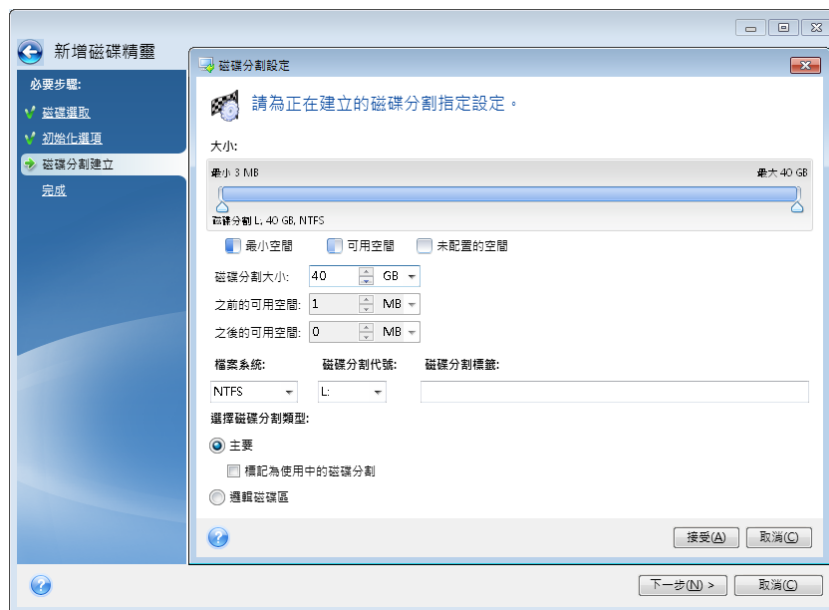 新增磁碟精靈
必要步驟:
磁碟選取
初始化選項
磁碟分割建立
完成
磁碟分割設定
請為正在建立的磁碟分割指定設定。
大小:
最小 3 MB 最大 40 GB
磁碟分割 L:, 40 GB, NTFS
最小空間 可用空間 未配置的空間
磁碟分割大小: 40 GB
之前的可用空間: 1 MB
之後的可用空間: 0 MB
檔案系統: 磁碟分割代號: 磁碟分割標籤:
NTFS L:
選擇磁碟分割類型:
主要
標記為使用中的磁碟分割
邏輯磁碟區
接受(A) 取消(C)
下一步(N) > 取消(C)